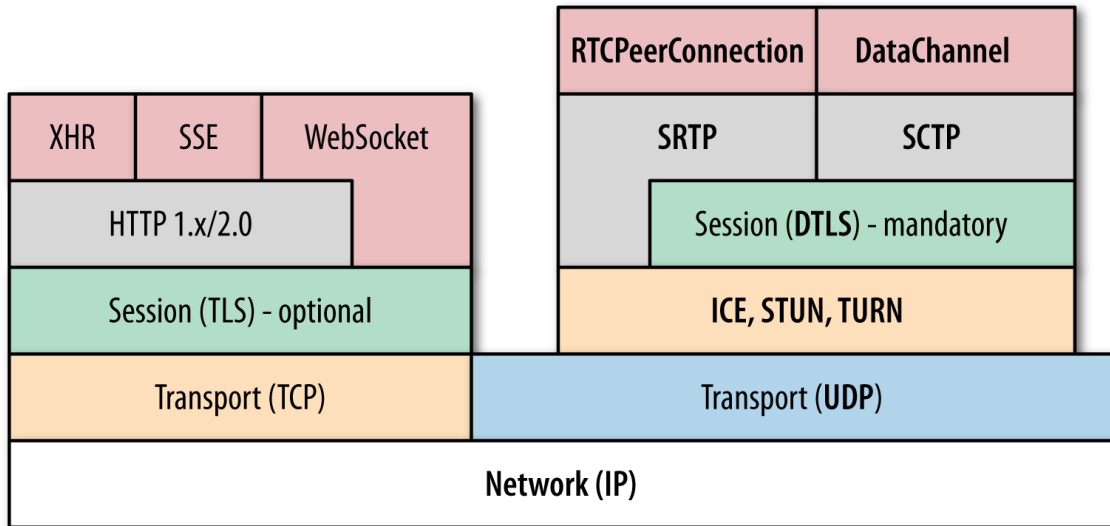 RTCPeerConnection
DataChannel
XHR
SSE
WebSocket
SRTP
SCTP
HTTP 1.x/2.0
Session (DTLS) - mandatory
Session (TLS) - optional
ICE, STUN, TURN
Transport (TCP)
Transport (UDP)
Network (IP)